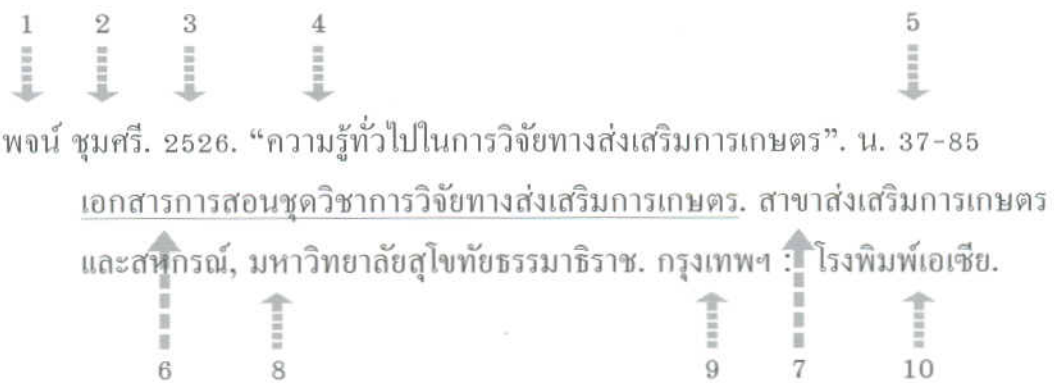 1 2 3 4 5
พจน์ ชุมศรี. 2526. “ความรู้ทั่วไปในการวิจัยทางส่งเสริมการเกษตร”. น. 37-85
เอกสารการสอนชุดวิชาการวิจัยทางส่งเสริมการเกษตร. สาขาส่งเสริมการเกษตร
และสหกรณ์, มหาวิทยาลัยสุโขทัยธรรมาธิราช. กรุงเทพฯ : โรงพิมพ์เอเซีย.
6 8 9 7 10